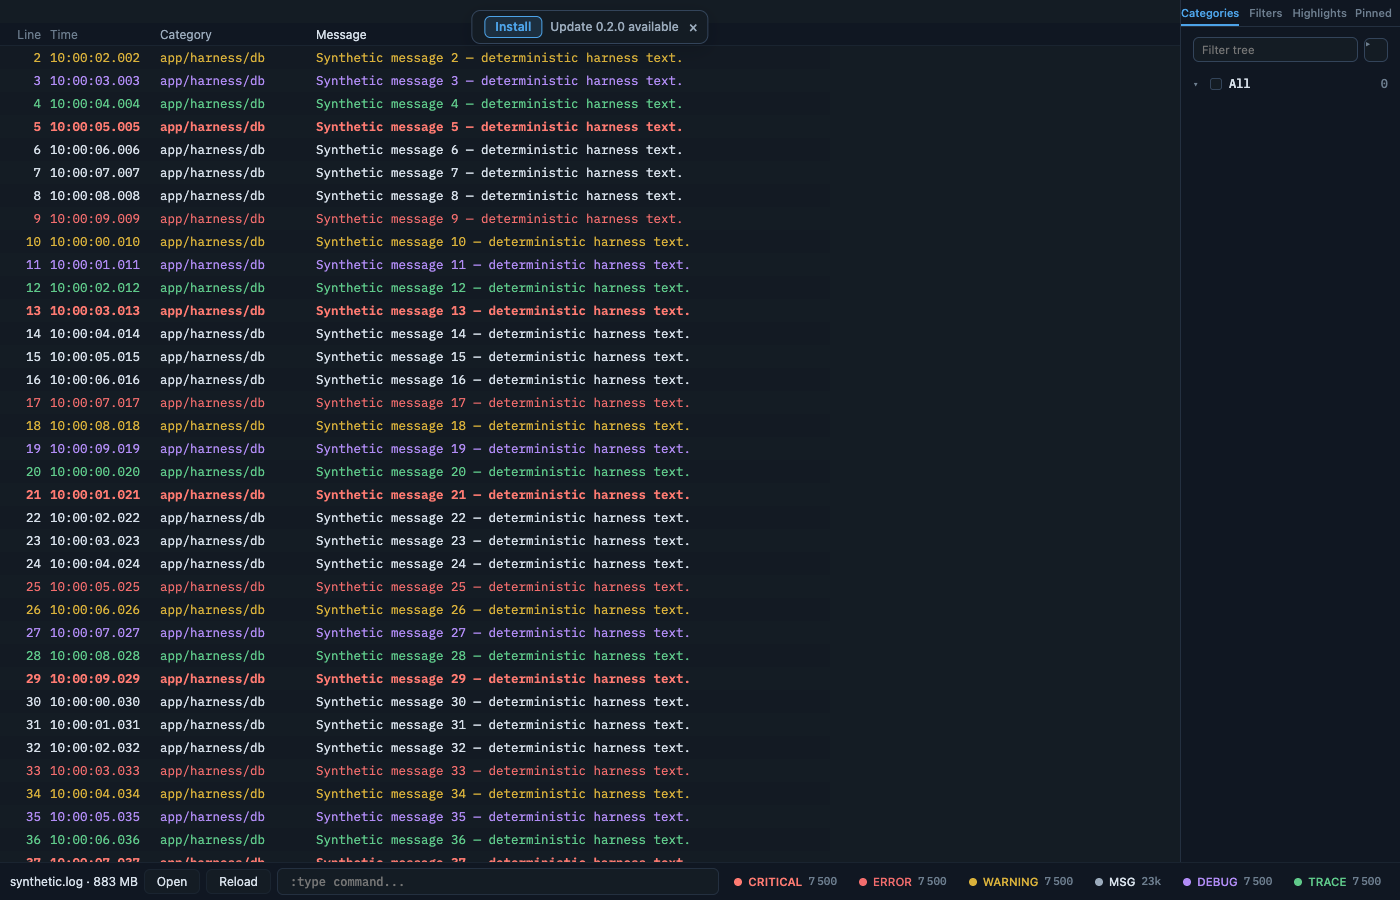 Install Update 0.2.0 available ×
Line Time Category Message
2 10:00:02.002 app/harness/db Synthetic message 2 — deterministic harness text.
3 10:00:03.003 app/harness/db Synthetic message 3 — deterministic harness text.
4 10:00:04.004 app/harness/db Synthetic message 4 — deterministic harness text.
5 10:00:05.005 app/harness/db Synthetic message 5 — deterministic harness text.
6 10:00:06.006 app/harness/db Synthetic message 6 — deterministic harness text.
7 10:00:07.007 app/harness/db Synthetic message 7 — deterministic harness text.
8 10:00:08.008 app/harness/db Synthetic message 8 — deterministic harness text.
9 10:00:09.009 app/harness/db Synthetic message 9 — deterministic harness text.
10 10:00:00.010 app/harness/db Synthetic message 10 — deterministic harness text.
11 10:00:01.011 app/harness/db Synthetic message 11 — deterministic harness text.
12 10:00:02.012 app/harness/db Synthetic message 12 — deterministic harness text.
13 10:00:03.013 app/harness/db Synthetic message 13 — deterministic harness text.
14 10:00:04.014 app/harness/db Synthetic message 14 — deterministic harness text.
15 10:00:05.015 app/harness/db Synthetic message 15 — deterministic harness text.
16 10:00:06.016 app/harness/db Synthetic message 16 — deterministic harness text.
17 10:00:07.017 app/harness/db Synthetic message 17 — deterministic harness text.
18 10:00:08.018 app/harness/db Synthetic message 18 — deterministic harness text.
19 10:00:09.019 app/harness/db Synthetic message 19 — deterministic harness text.
20 10:00:00.020 app/harness/db Synthetic message 20 — deterministic harness text.
21 10:00:01.021 app/harness/db Synthetic message 21 — deterministic harness text.
22 10:00:02.022 app/harness/db Synthetic message 22 — deterministic harness text.
23 10:00:03.023 app/harness/db Synthetic message 23 — deterministic harness text.
24 10:00:04.024 app/harness/db Synthetic message 24 — deterministic harness text.
25 10:00:05.025 app/harness/db Synthetic message 25 — deterministic harness text.
26 10:00:06.026 app/harness/db Synthetic message 26 — deterministic harness text.
27 10:00:07.027 app/harness/db Synthetic message 27 — deterministic harness text.
28 10:00:08.028 app/harness/db Synthetic message 28 — deterministic harness text.
29 10:00:09.029 app/harness/db Synthetic message 29 — deterministic harness text.
30 10:00:00.030 app/harness/db Synthetic message 30 — deterministic harness text.
31 10:00:01.031 app/harness/db Synthetic message 31 — deterministic harness text.
32 10:00:02.032 app/harness/db Synthetic message 32 — deterministic harness text.
33 10:00:03.033 app/harness/db Synthetic message 33 — deterministic harness text.
34 10:00:04.034 app/harness/db Synthetic message 34 — deterministic harness text.
35 10:00:05.035 app/harness/db Synthetic message 35 — deterministic harness text.
36 10:00:06.036 app/harness/db Synthetic message 36 — deterministic harness text.
Categories Filters Highlights Pinned
Filter tree
All 0
synthetic.log · 883 MB Open Reload :type command... CRITICAL 7 500 ERROR 7 500 WARNING 7 500 MSG 23k DEBUG 7 500 TRACE 7 500